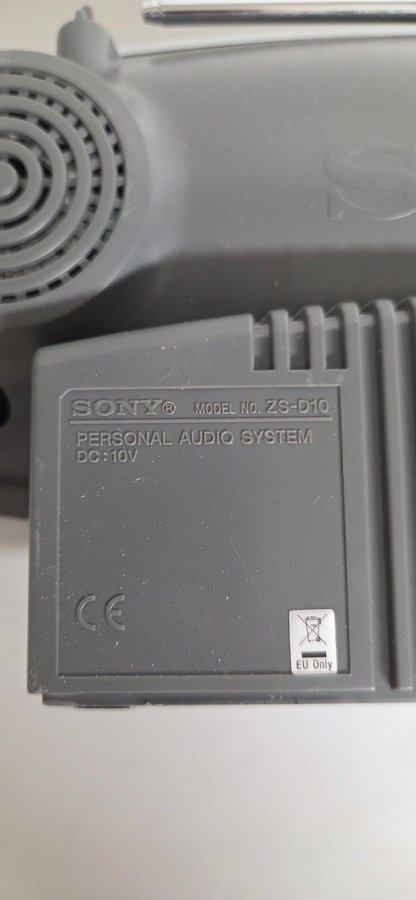 S
SONY® MODEL NO. ZS-D10
PERSONAL AUDIO SYSTEM
DC:10V
CE
EU Only